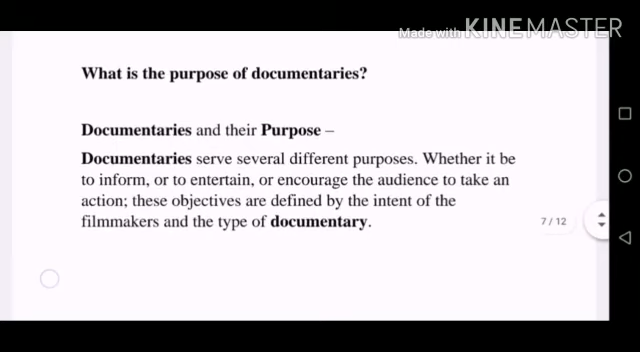 Made with KINEMASTER
What is the purpose of documentaries?
Documentaries and their Purpose –
Documentaries serve several different purposes. Whether it be
to inform, or to entertain, or encourage the audience to take an
action; these objectives are defined by the intent of the
filmmakers and the type of documentary.
7 / 12